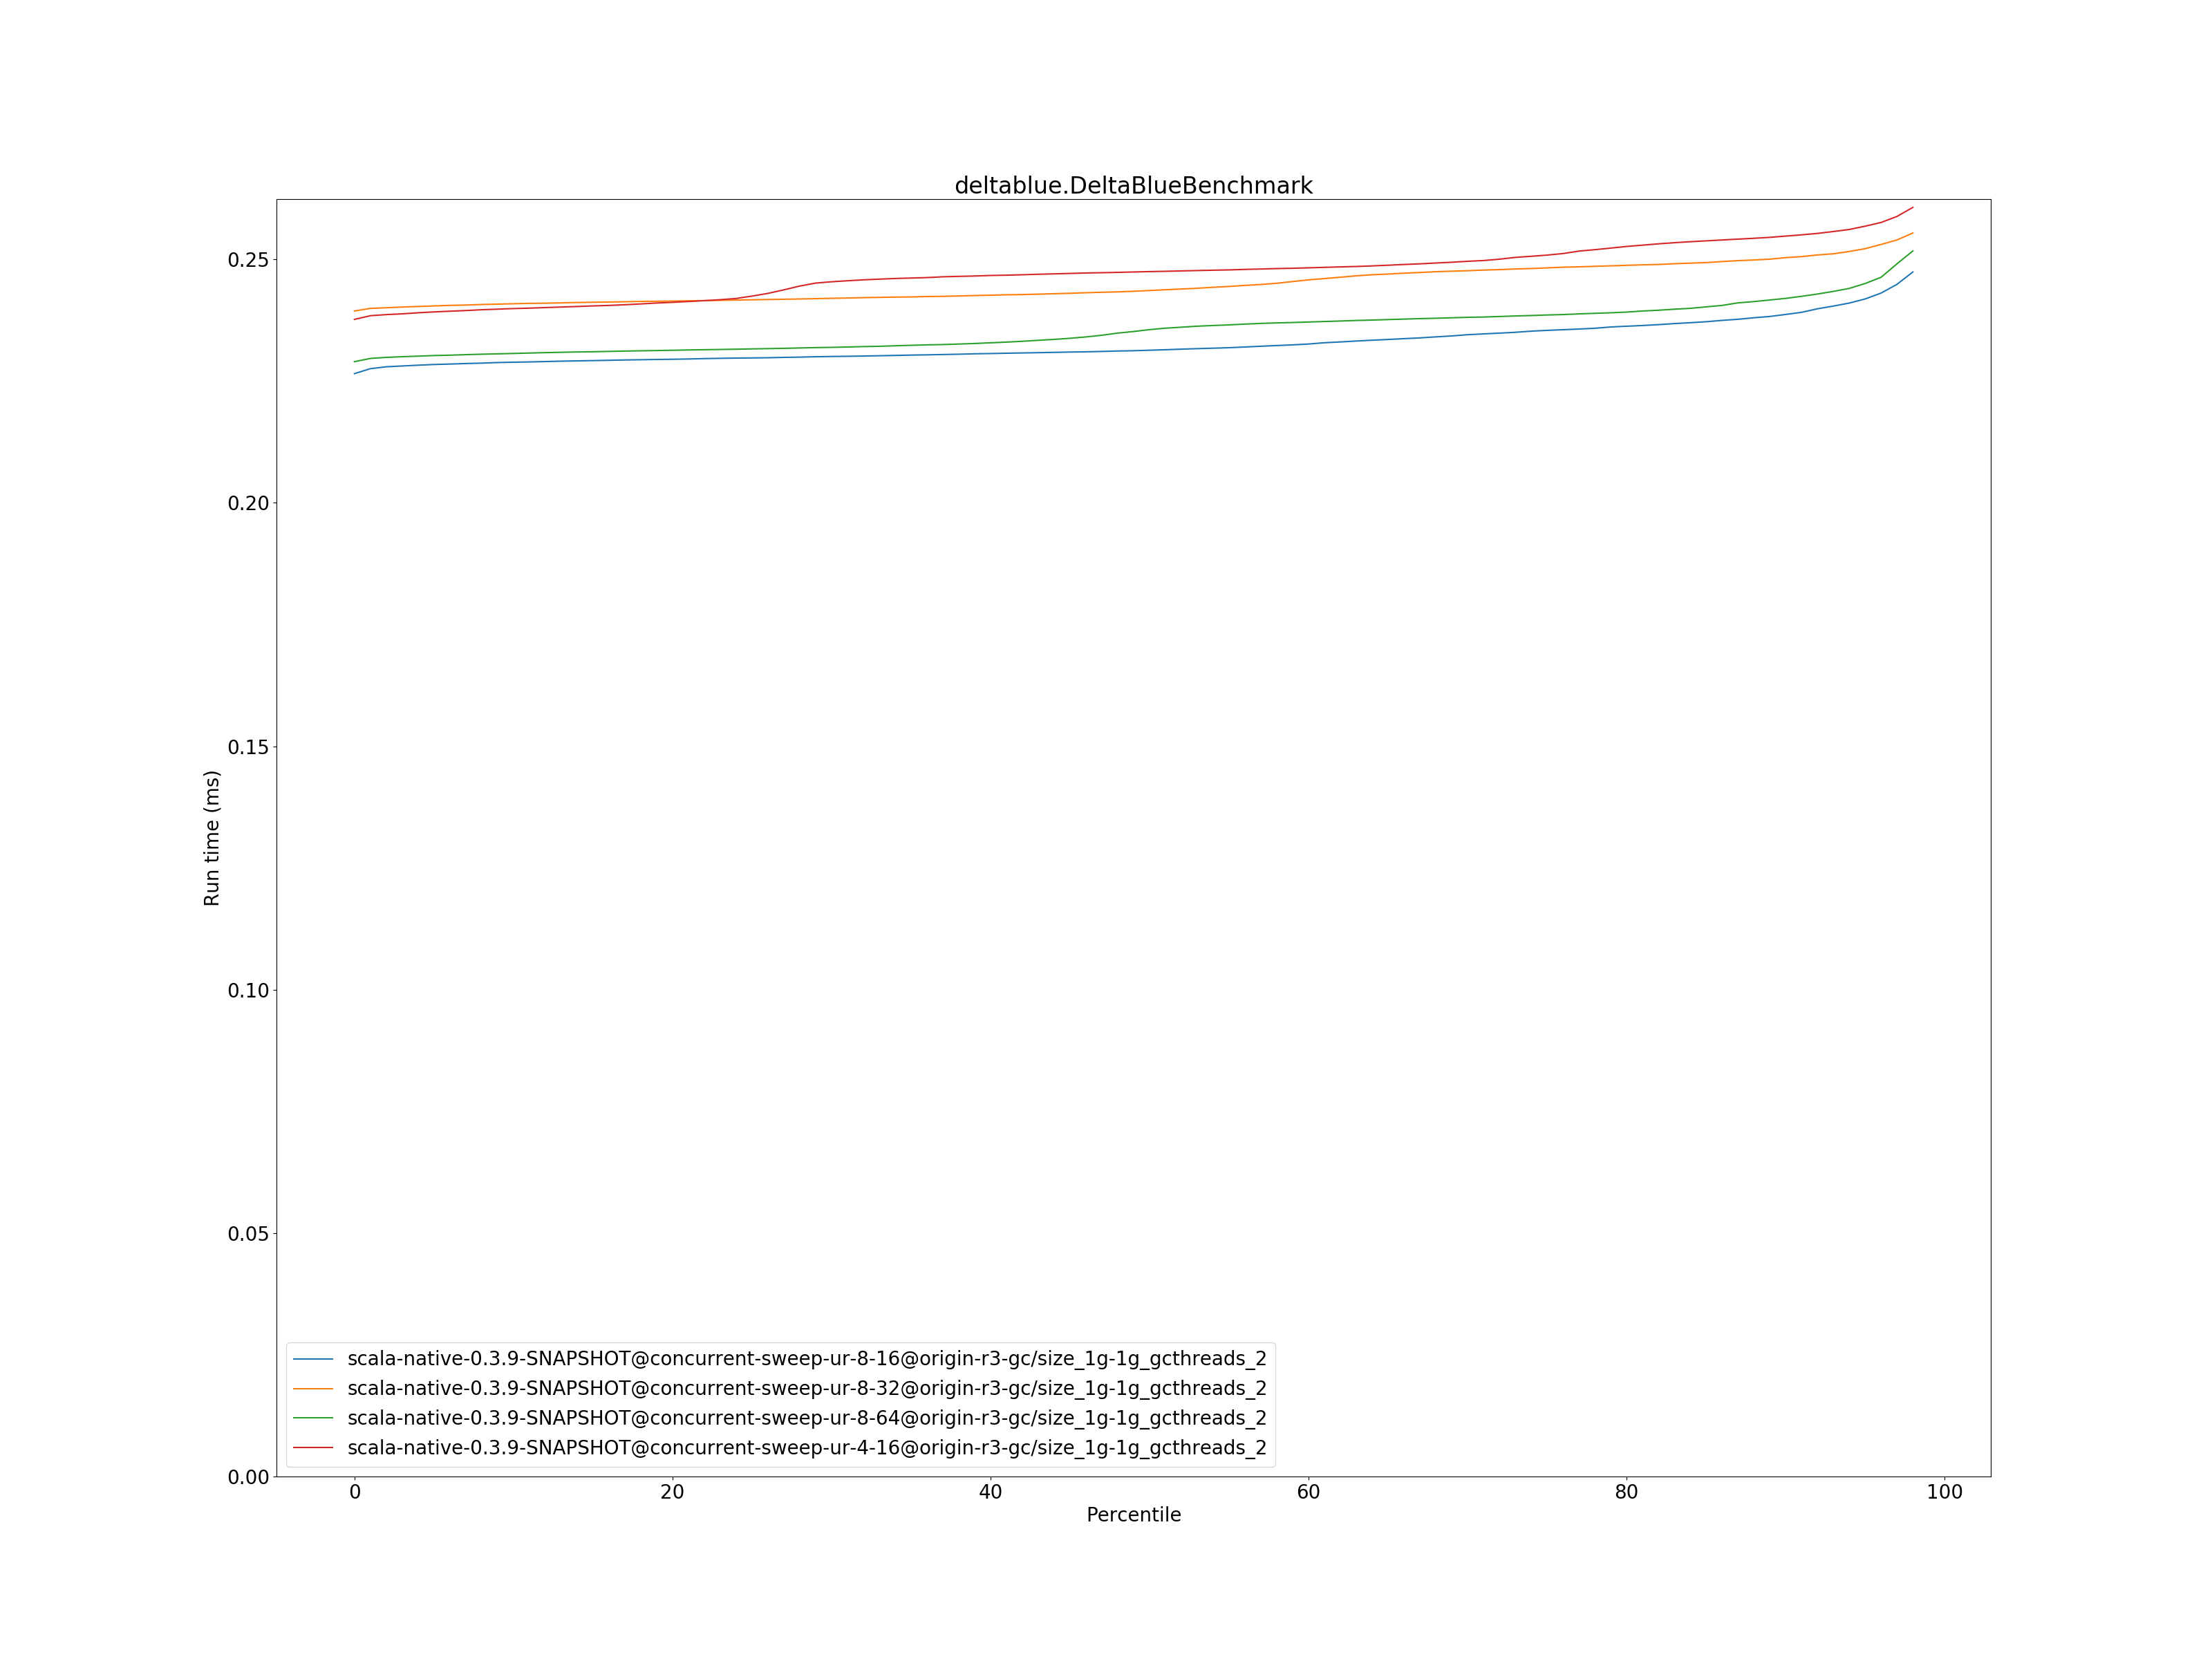 deltablue.DeltaBlueBenchmark
0.25
0.20
0.15
0.10
0.05
0.00
Run time (ms)
scala-native-0.3.9-SNAPSHOT@concurrent-sweep-ur-8-16@origin-r3-gc/size_1g-1g_gcthreads_2
scala-native-0.3.9-SNAPSHOT@concurrent-sweep-ur-8-32@origin-r3-gc/size_1g-1g_gcthreads_2
scala-native-0.3.9-SNAPSHOT@concurrent-sweep-ur-8-64@origin-r3-gc/size_1g-1g_gcthreads_2
scala-native-0.3.9-SNAPSHOT@concurrent-sweep-ur-4-16@origin-r3-gc/size_1g-1g_gcthreads_2
0 20 40 60 80 100
Percentile